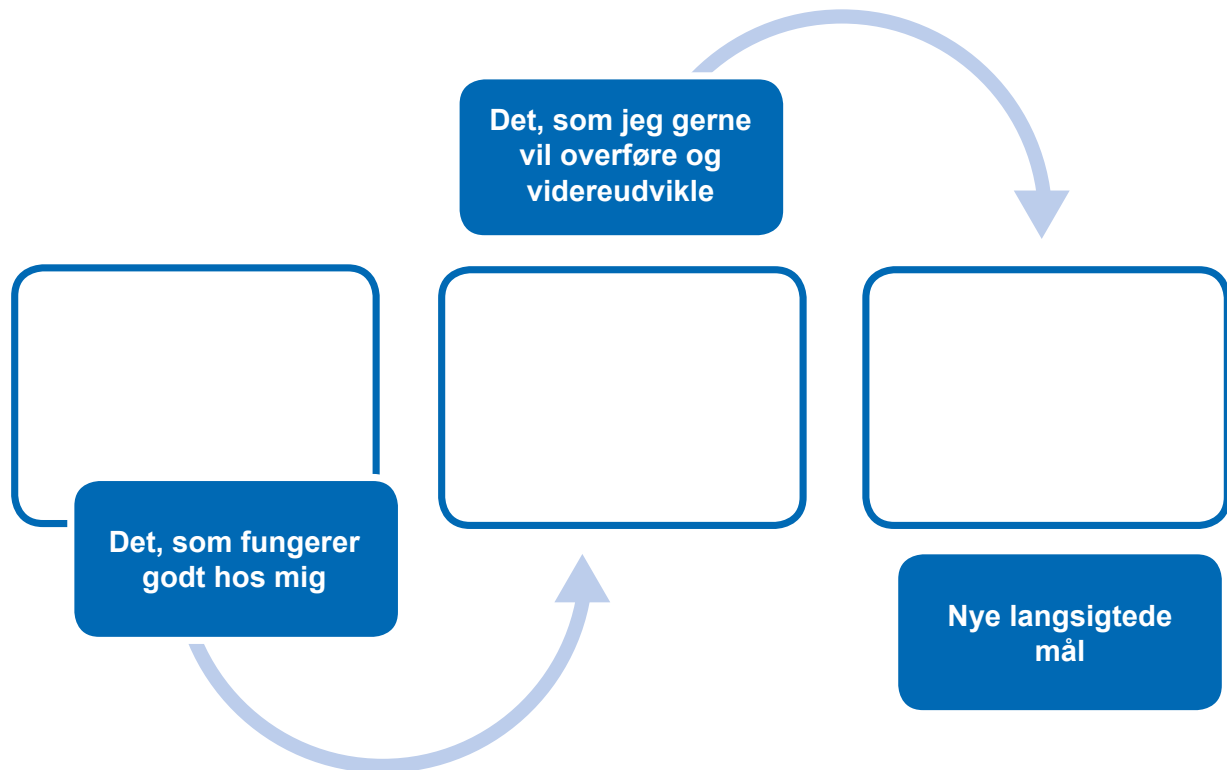 Det, som jeg gerne
vil overføre og
videreudvikle
Det, som fungerer
godt hos mig
Nye langsigtede
mål